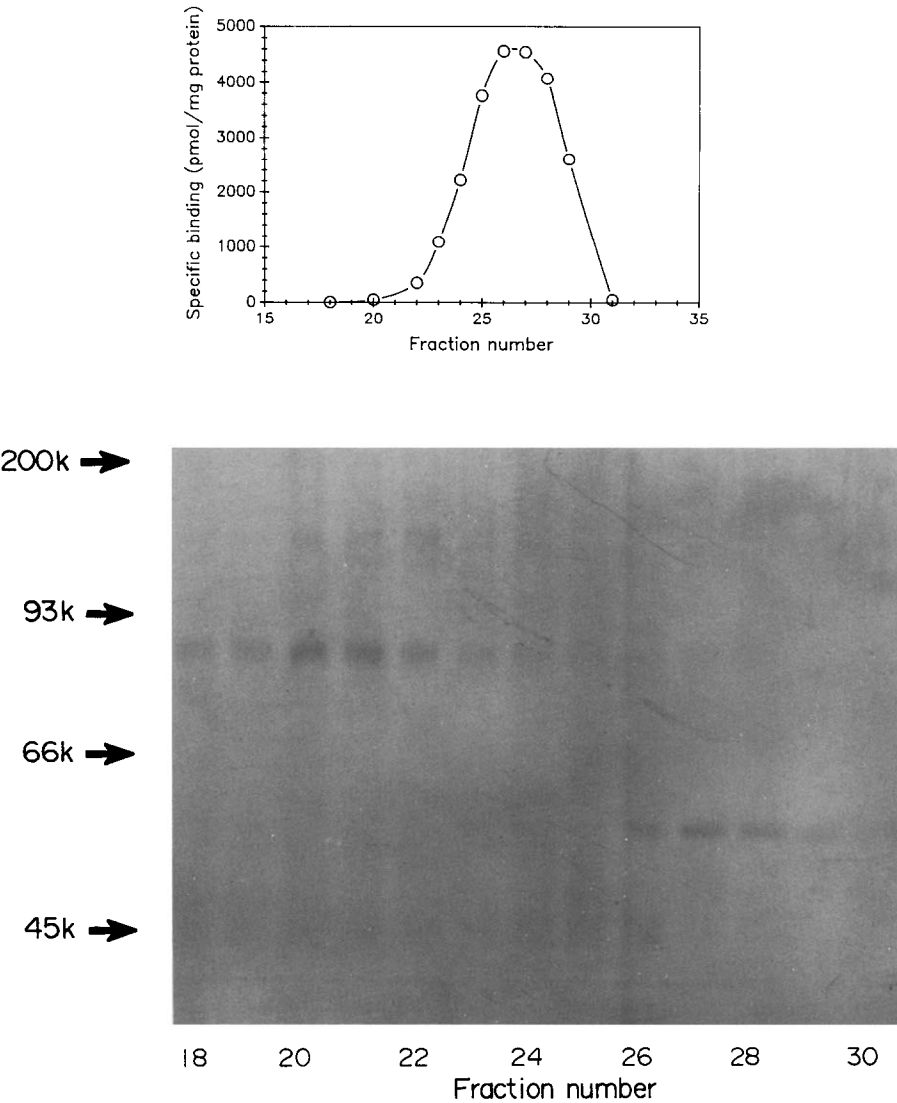 Specific binding (pmol/mg protein)
5000
4000
3000
2000
1000
0
15 20 25 30 35
Fraction number
200k
93k
66k
45k
18 20 22 24 26 28 30
Fraction number